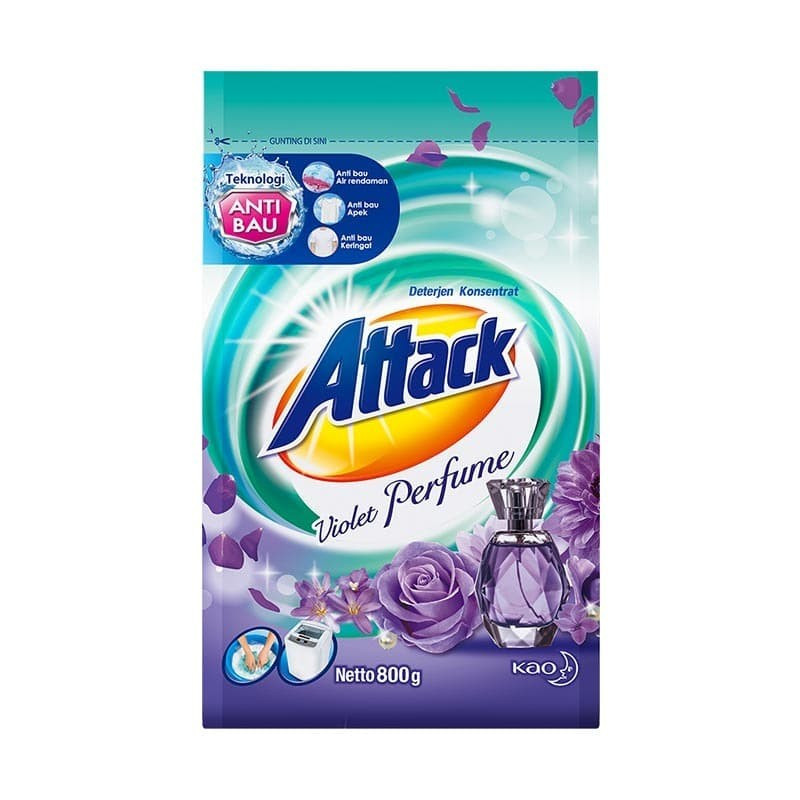 GUNTING DI SINI
Teknologi
ANTI
BAU
Anti bau
Air rendaman
Anti bau
Apek
Anti bau
Keringat
Deterjen Konsentrat
Attack
Violet Perfume
Netto 800g
Kao